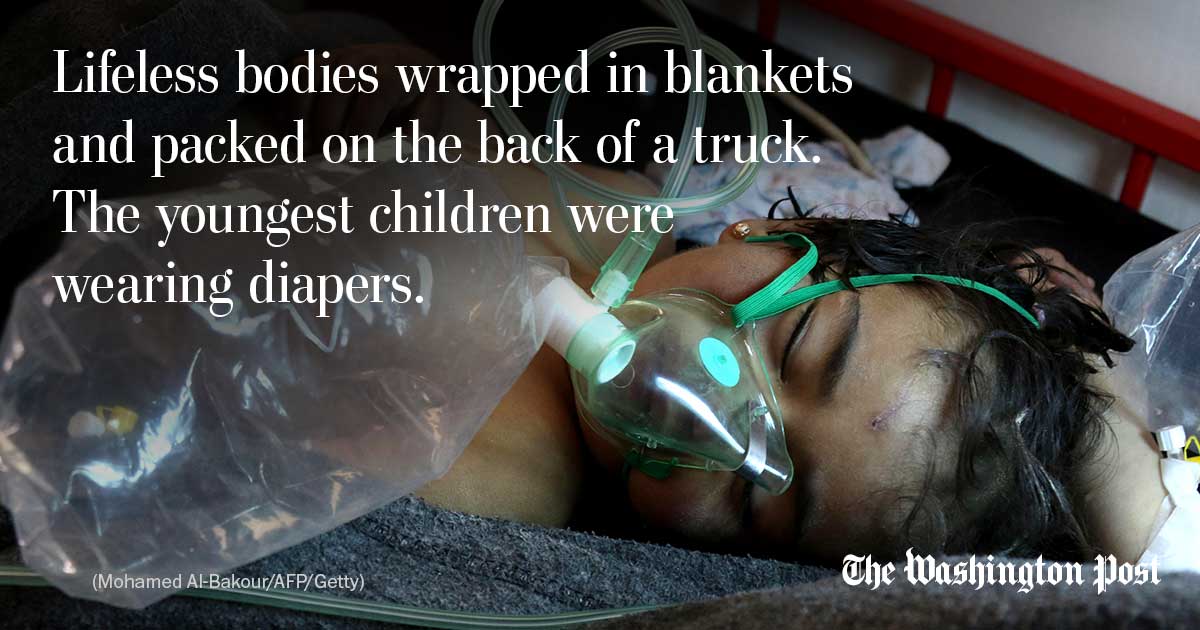 Lifeless bodies wrapped in blankets
and packed on the back of a truck.
The youngest children were
wearing diapers.
(Mohamed Al-Bakour/AFP/Getty)
The Washington Post